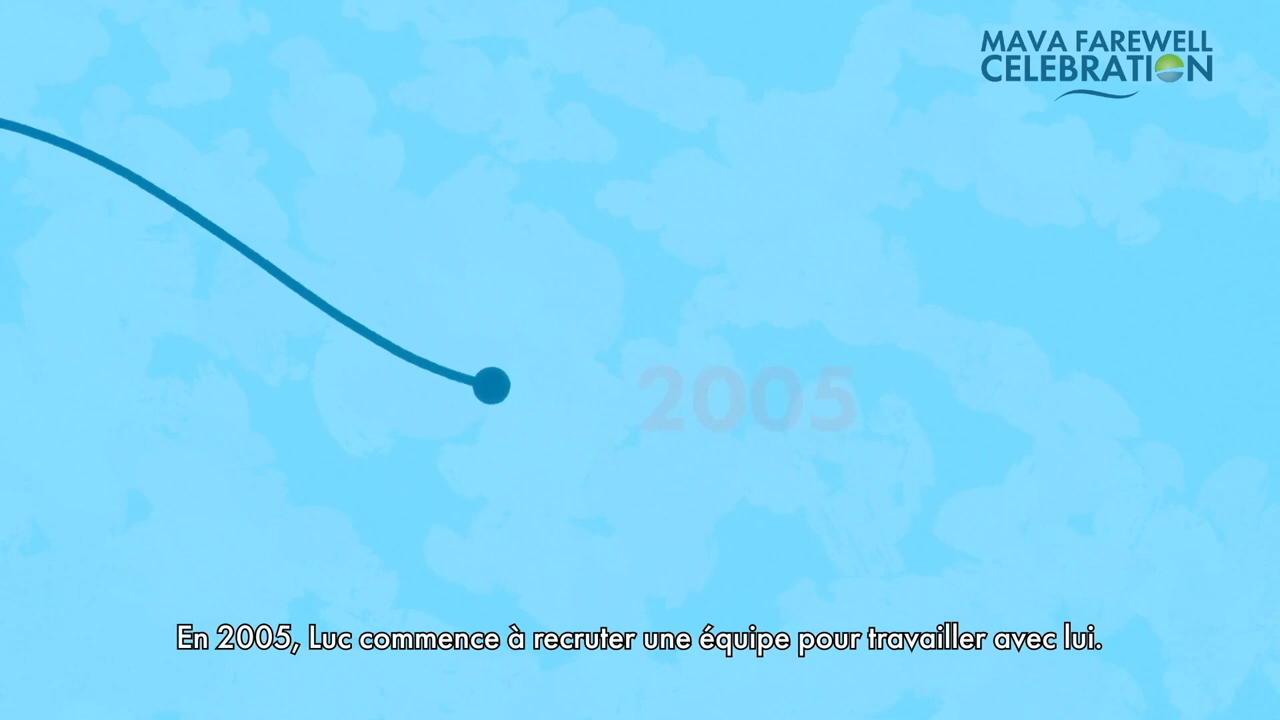 MAVA FAREWELL
CELEBRATION
2005
En 2005, Luc commence à recruter une équipe pour travailler avec lui.